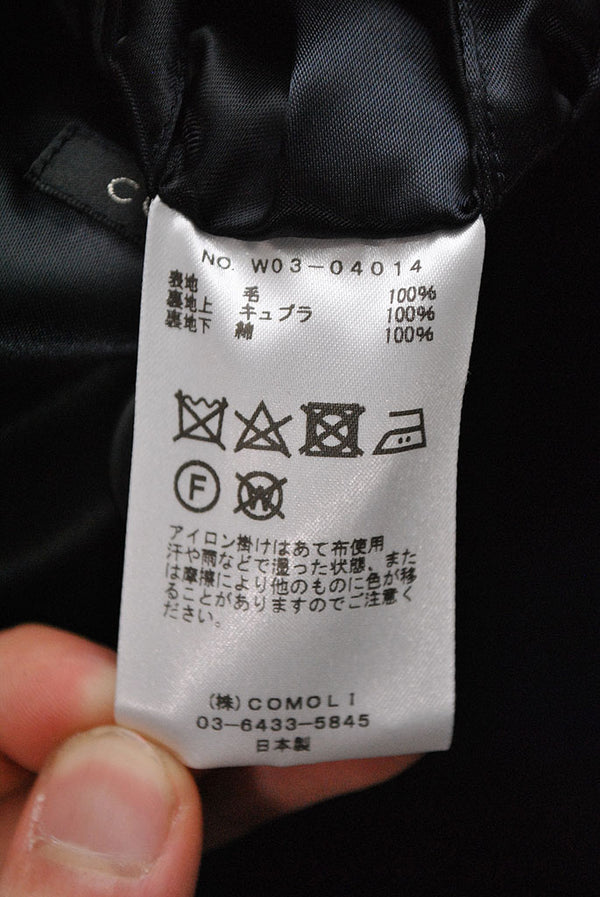 C
NO. W03-04014
表地 毛 100%
裏地上 キュプラ 100%
裏地下 綿 100%
F
W
アイロン掛けはあて布使用
汗や雨などで湿った状態、また
は摩擦により他のものに色が移
ることがありますのでご注意く
ださい。
(株)COMOLI
03-6433-5845
日本製